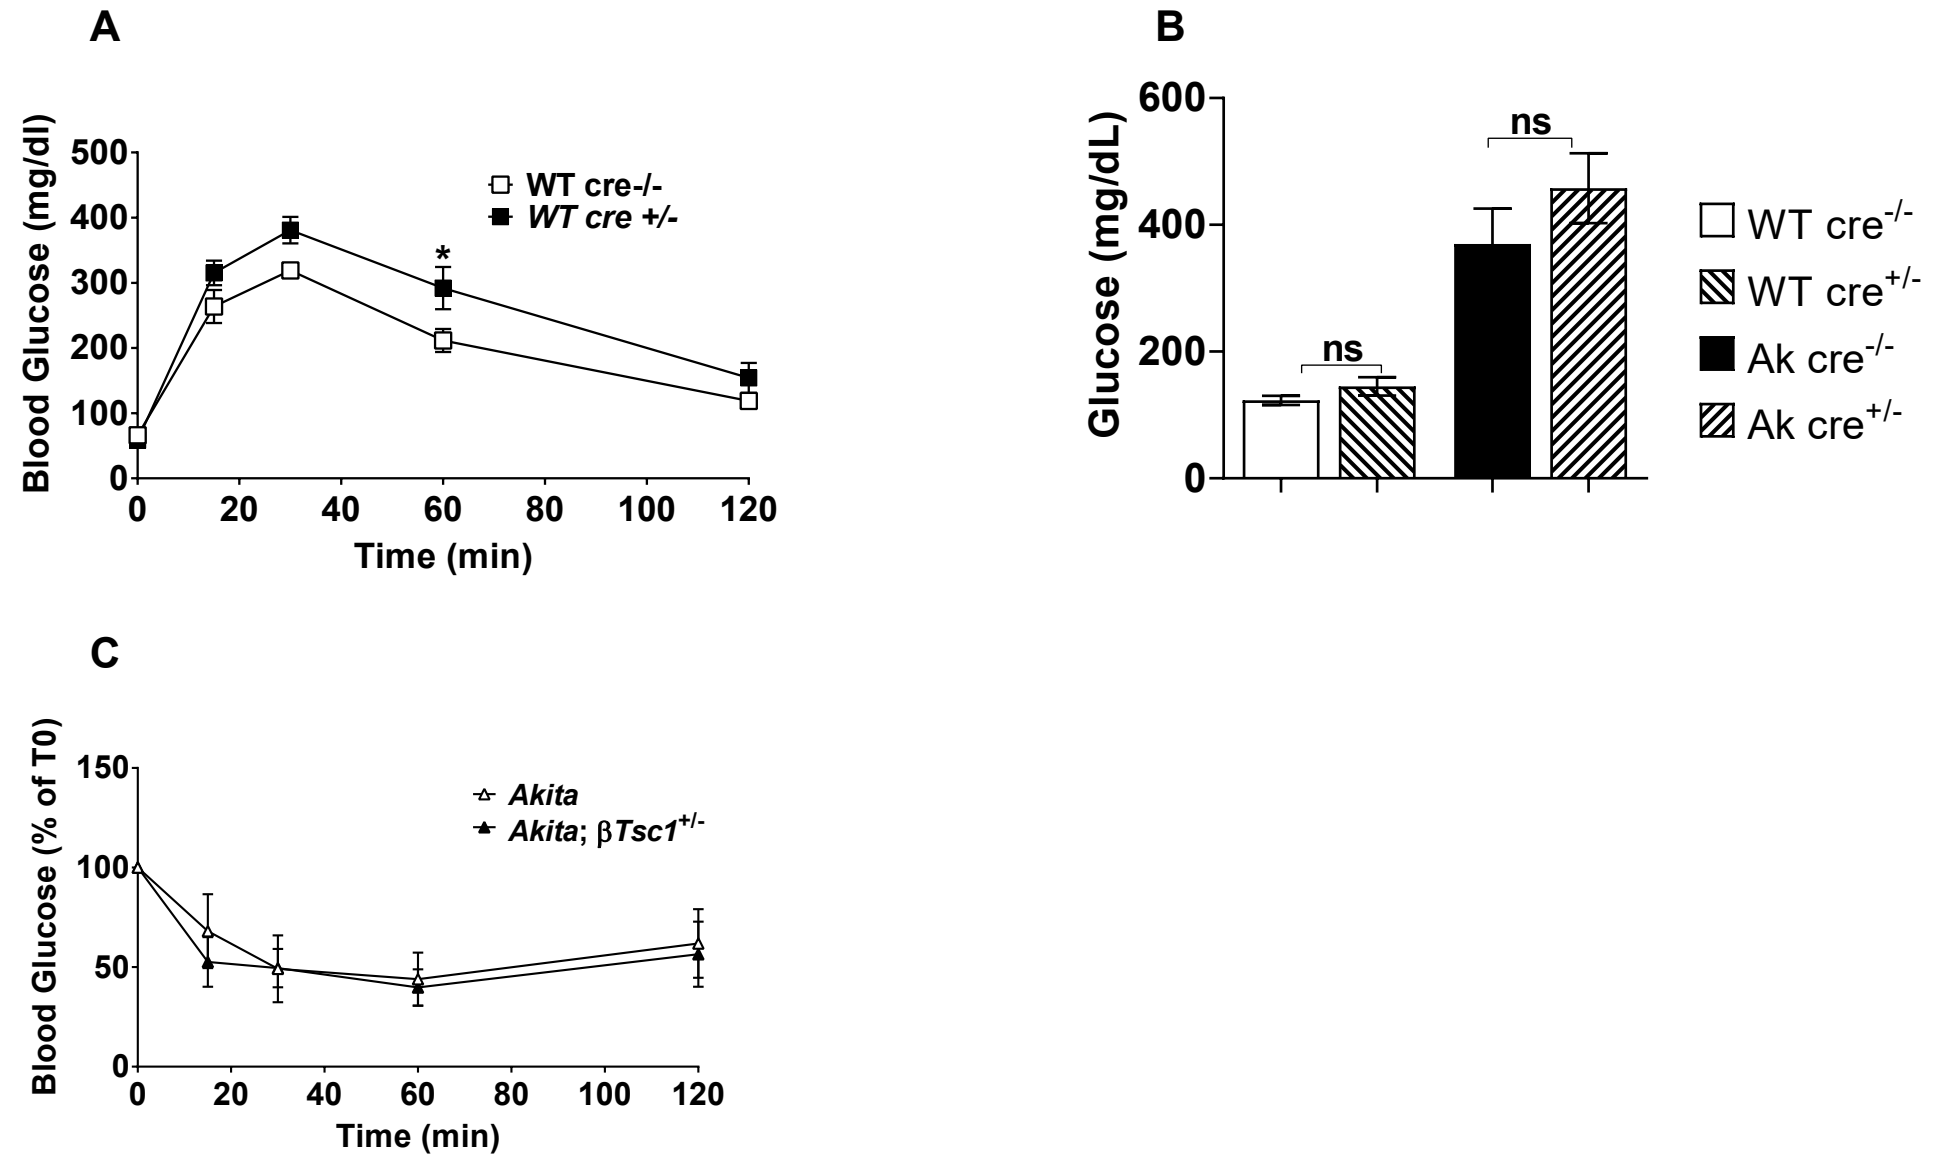 A
Blood Glucose (mg/dl)
500
400
300
200
100
0
0 20 40 60 80 100 120
Time (min)
WT cre-/-
WT cre +/-
*
B
Glucose (mg/dL)
600
400
200
0
ns
ns
WT cre-/-
WT cre+/-
Ak cre-/-
Ak cre+/-
C
Blood Glucose (% of T0)
150
100
50
0
0 20 40 60 80 100 120
Time (min)
Akita
Akita; βTsc1+/-